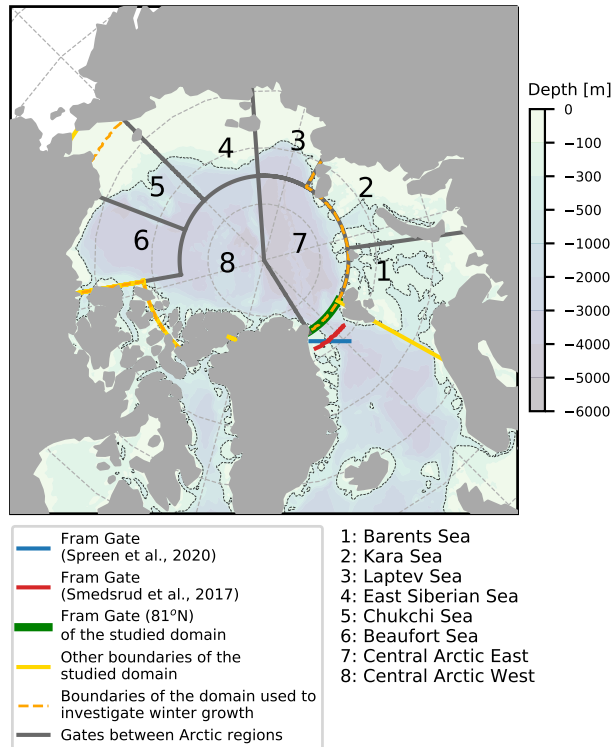 Depth [m]
0
−100
−300
−500
−1000
−2000
−3000
−4000
−5000
−6000
3
4
2
5
6
7
8
1
Fram Gate
(Spreen et al., 2020)
Fram Gate
(Smedsrud et al., 2017)
Fram Gate (81°N)
of the studied domain
Other boundaries of the
studied domain
Boundaries of the domain used to
investigate winter growth
Gates between Arctic regions
1: Barents Sea
2: Kara Sea
3: Laptev Sea
4: East Siberian Sea
5: Chukchi Sea
6: Beaufort Sea
7: Central Arctic East
8: Central Arctic West